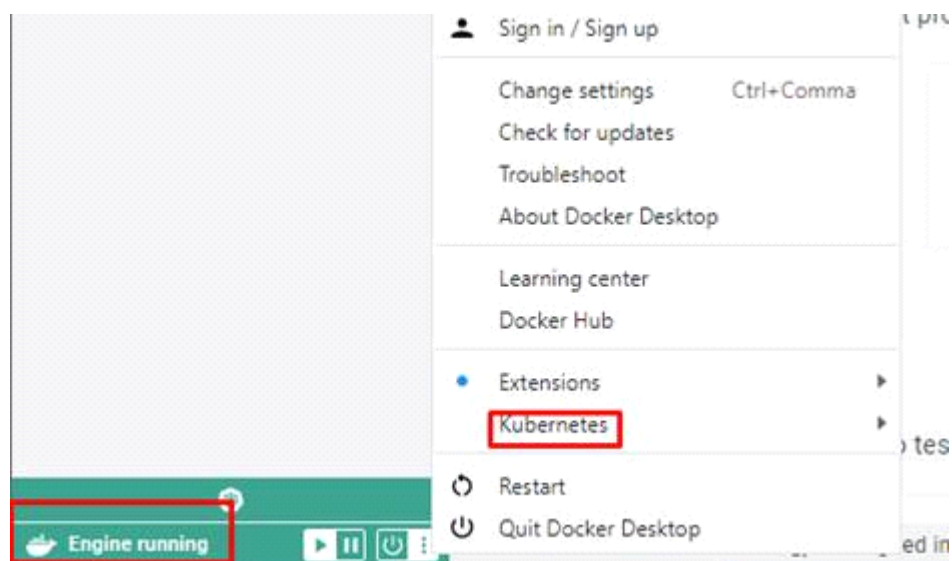 Sign in / Sign up
Change settings Ctrl+Comma
Check for updates
Troubleshoot
About Docker Desktop
Learning center
Docker Hub
Extensions
Kubernetes
Restart
Quit Docker Desktop
Engine running